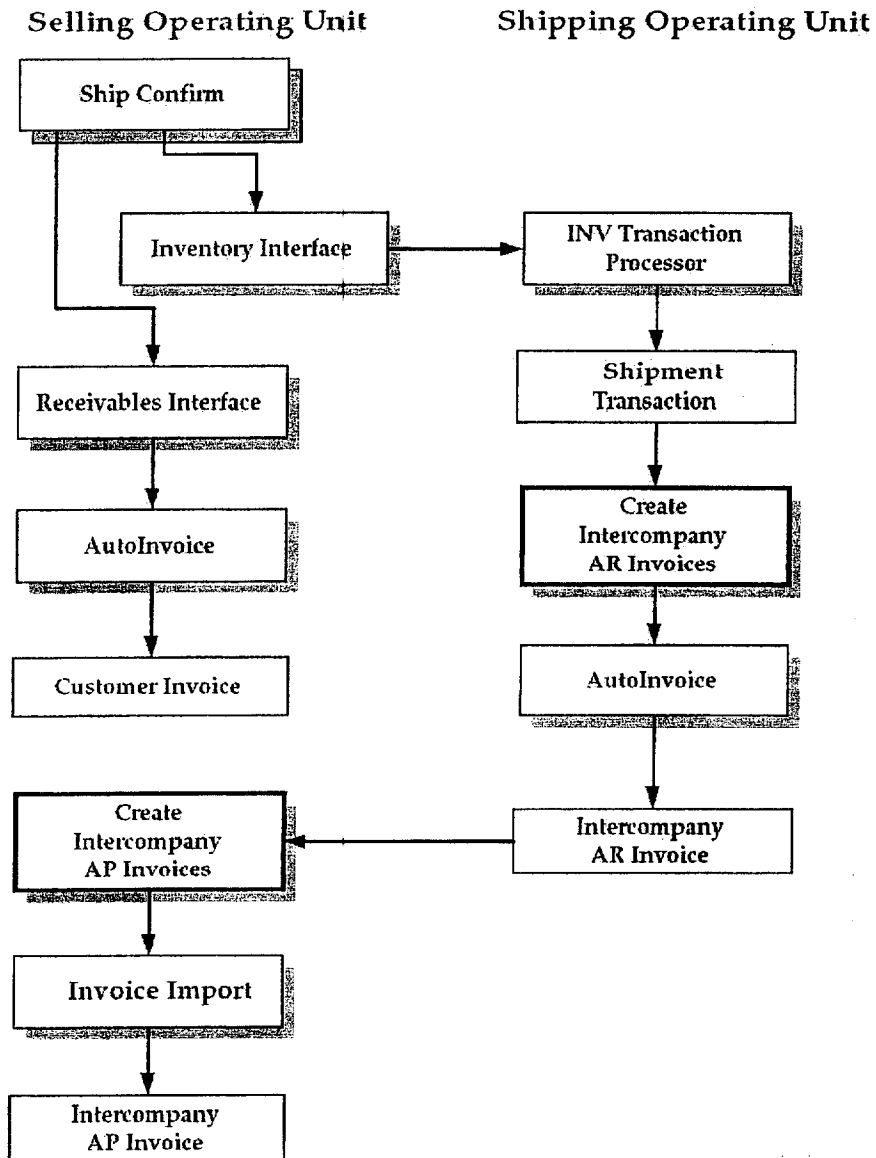 Selling Operating Unit
Shipping Operating Unit
Ship Confirm
Inventory Interface
INV Transaction
Processor
Receivables Interface
Shipment
Transaction
AutoInvoice
Create
Intercompany
AR Invoices
Customer Invoice
AutoInvoice
Create
Intercompany
AP Invoices
Intercompany
AR Invoice
Invoice Import
Intercompany
AP Invoice